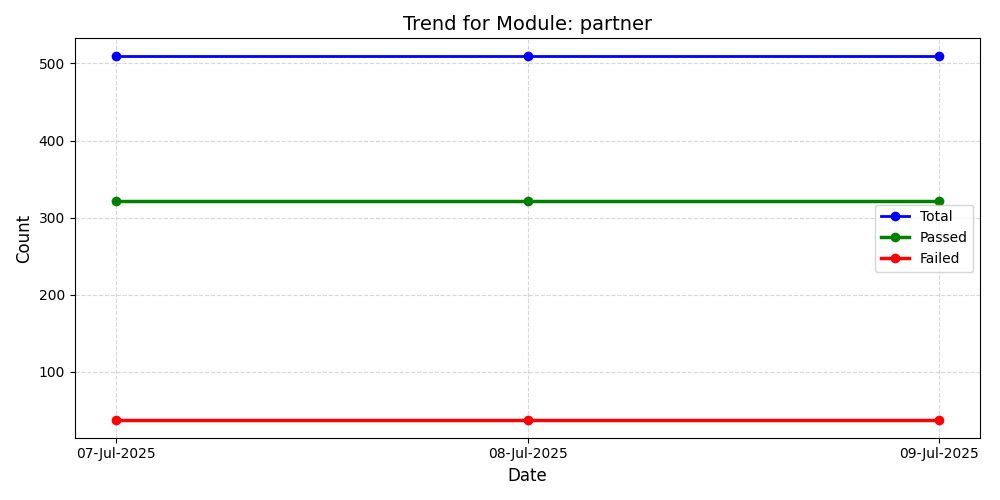 Trend for Module: partner
500
400
300
200
100
Count
Total
Passed
Failed
07-Jul-2025
08-Jul-2025
09-Jul-2025
Date